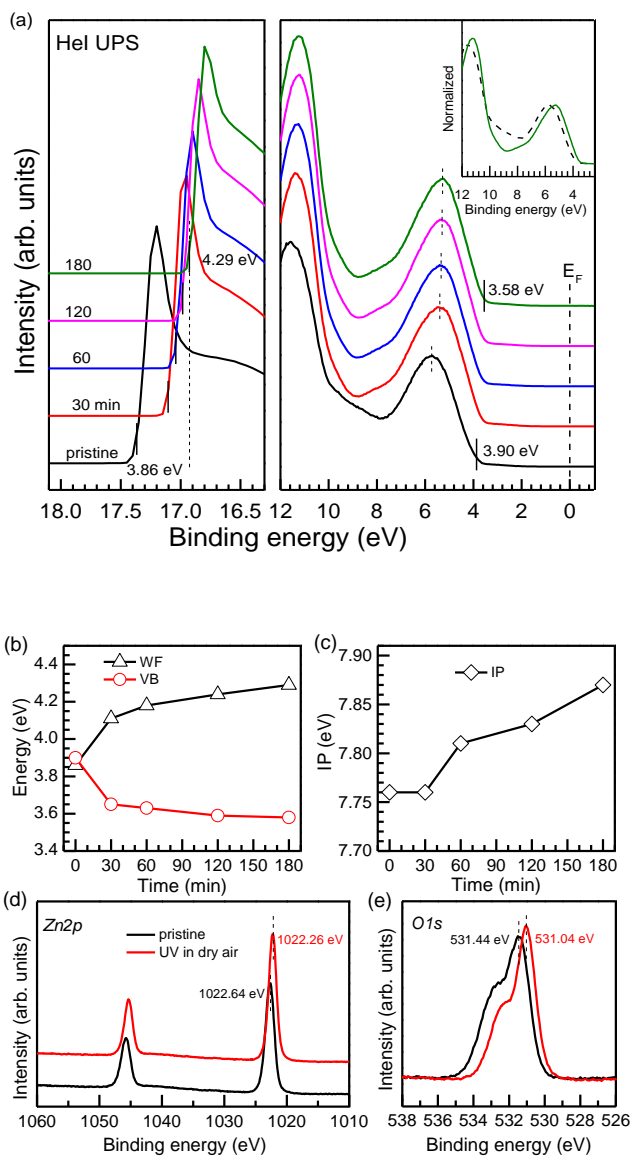 (a)
HeI UPS
Intensity (arb. units)
180
120
60
30 min
pristine
4.29 eV
3.86 eV
3.58 eV
3.90 eV
E_F
Normalized
12 10 8 6 4
Binding energy (eV)
18.0 17.5 17.0 16.5 12 10 8 6 4 2 0
Binding energy (eV)
(b)
WF
VB
Energy (eV)
4.4
4.2
4.0
3.8
3.6
3.4
0 30 60 90 120 150 180
Time (min)
(c)
IP
IP (eV)
7.90
7.85
7.80
7.75
7.70
0 30 60 90 120 150 180
Time (min)
(d)
Zn2p
pristine
UV in dry air
1022.26 eV
1022.64 eV
Intensity (arb. units)
1060 1050 1040 1030 1020 1010
Binding energy (eV)
(e)
O1s
531.44 eV
531.04 eV
Intensity (arb. units)
538 536 534 532 530 528 526
Binding energy (eV)